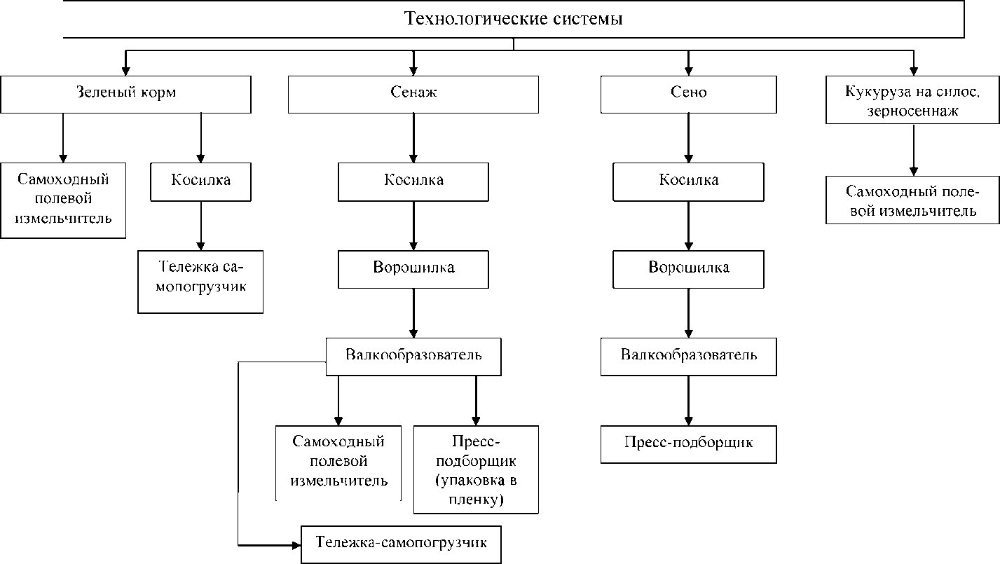 Технологические системы
Зеленый корм
Сенаж
Сено
Кукуруза на силос,
зерносеннаж
Самоходный
полевой
измельчитель
Косилка
Косилка
Косилка
Самоходный поле-
вой измельчитель
Тележка са-
мопогрузчик
Ворошилка
Ворошилка
Валкообразователь
Валкообразователь
Самоходный
полевой
измельчитель
Пресс-
подборщик
(упаковка в
пленку)
Пресс-подборщик
Тележка-самопогрузчик